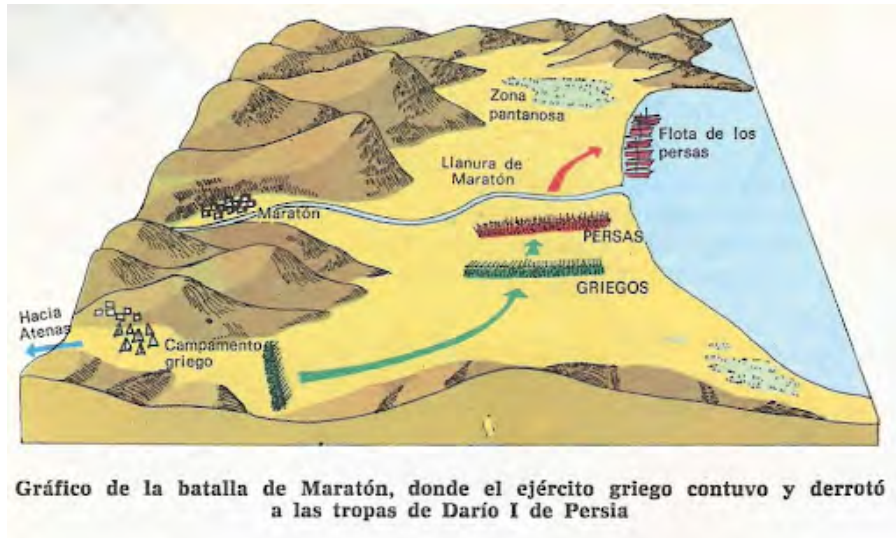 Zona
pantanosa
Flota de los
persas
Llanura de
Maratón
Maratón
PERSAS
GRIEGOS
Hacia
Atenas
Campamento
griego
Gráfico de la batalla de Maratón, donde el ejército griego contuvo y derrotó
a las tropas de Darío I de Persia